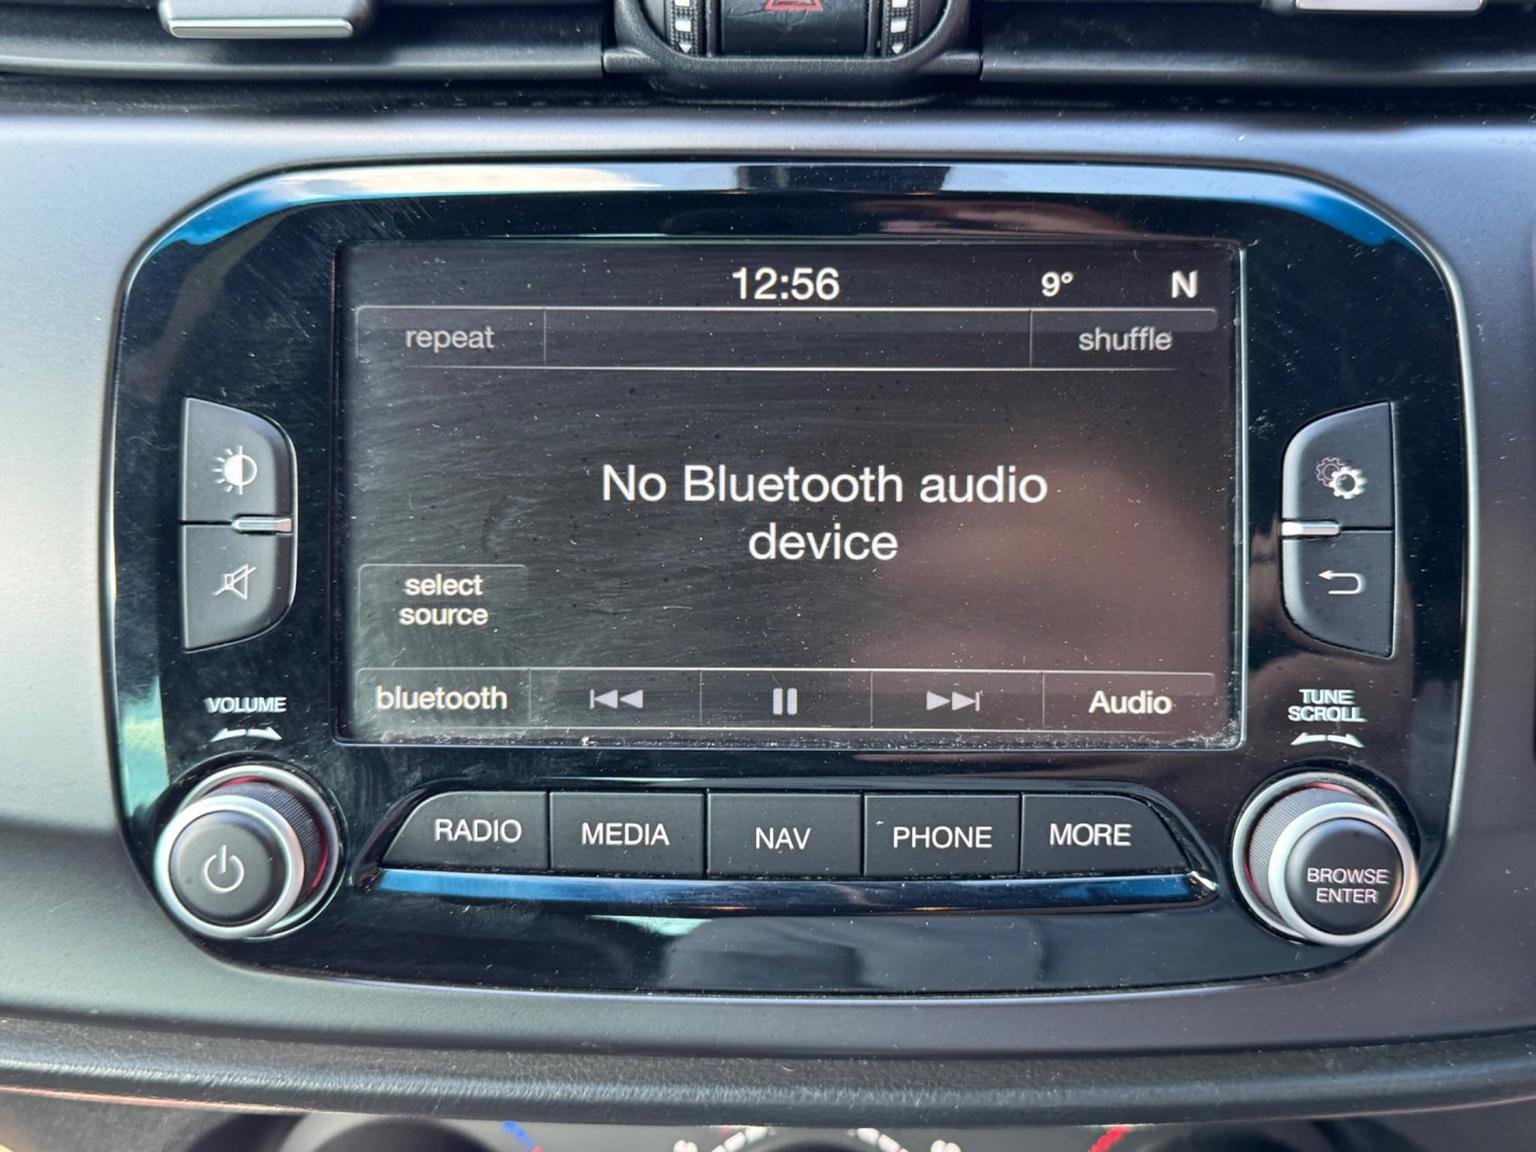 12:56 9° N
repeat shuffle
No Bluetooth audio
device
select
source
bluetooth Audio
VOLUME
TUNE
SCROLL
RADIO MEDIA NAV PHONE MORE
BROWSE
ENTER